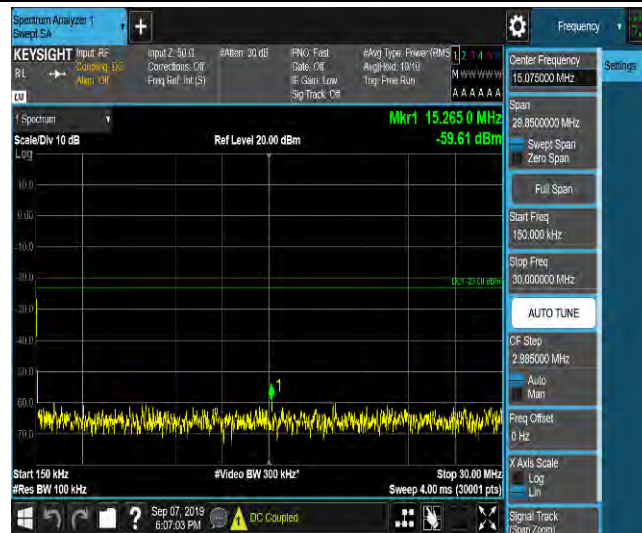 Spectrum Analyzer 1
Swept SA
Frequency
KEYSIGHT
RL
Input: RF
Coupling: DC
Align: Off
Input Z: 50 Ω
Corrections: Off
Freq Ref: Int (S)
#Atten: 30 dB
PNO: Fast
Gate: Off
IF Gain: Low
Sig Track: Off
#Avg Type: Power (RMS
Avg|Hold: 10/10
Trig: Free Run
M W W W W W
A A A A A A
1 Spectrum
Scale/Div 10 dB
Log
Ref Level 20.00 dBm
Mkr1 15.265 0 MHz
-59.61 dBm
10.0
0.00
-10.0
-20.0
DL1 -23.00 dBm
-30.0
-40.0
-50.0
-60.0
-70.0
1
Start 150 kHz
#Res BW 100 kHz
#Video BW 300 kHz*
Stop 30.00 MHz
Sweep 4.00 ms (30001 pts)
Sep 07, 2019
6:07:03 PM
DC Coupled
Settings
Center Frequency
15.075000 MHz
Span
29.8500000 MHz
Swept Span
Zero Span
Full Span
Start Freq
150.000 kHz
Stop Freq
30.000000 MHz
AUTO TUNE
CF Step
2.985000 MHz
Auto
Man
Freq Offset
0 Hz
X Axis Scale
Log
Lin
Signal Track
(Span Zoom)